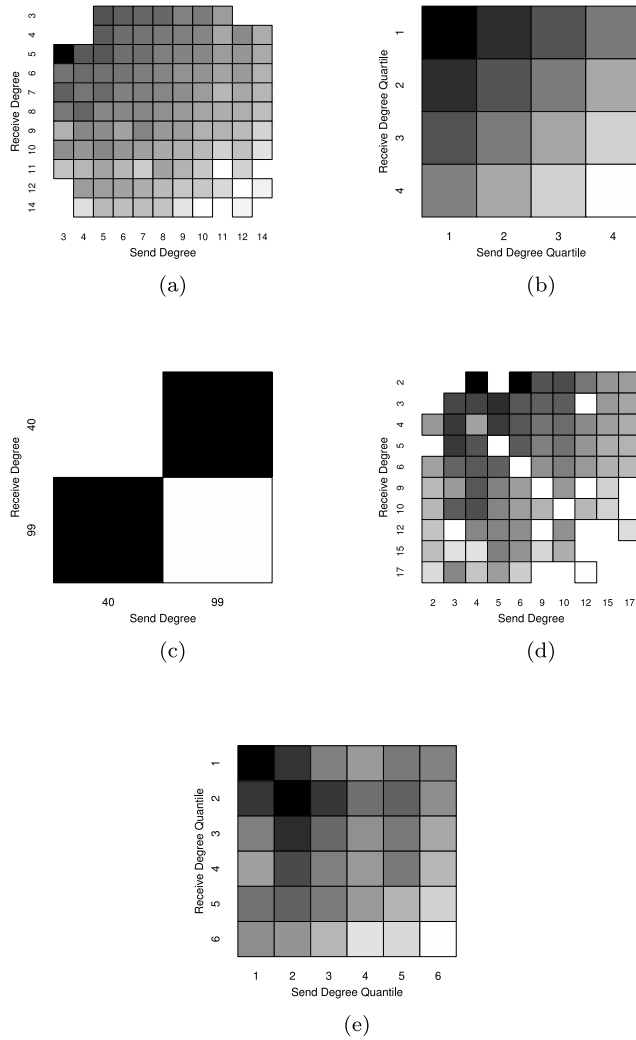 Receive Degree
3
4
5
6
7
8
9
10
11
12
14
3 4 5 6 7 8 9 10 11 12 14
Send Degree
(a)
Receive Degree Quartile
1
2
3
4
1 2 3 4
Send Degree Quartile
(b)
Receive Degree
40
99
40 99
Send Degree
(c)
Receive Degree
2
3
4
5
6
9
10
12
15
17
2 3 4 5 6 9 10 12 15 17
Send Degree
(d)
Receive Degree Quantile
1
2
3
4
5
6
1 2 3 4 5 6
Send Degree Quantile
(e)